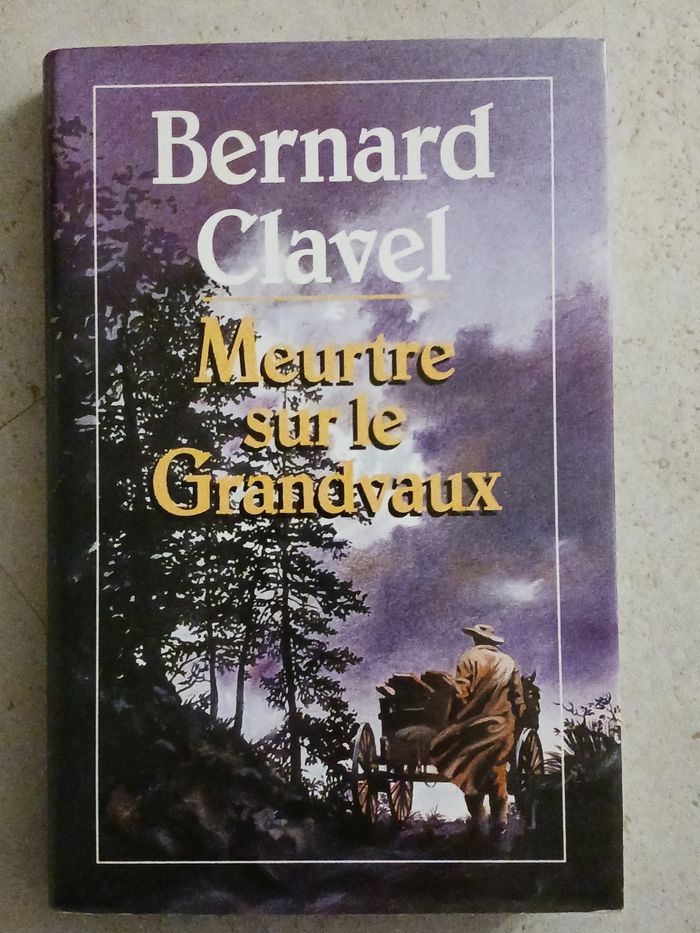 Bernard
Clavel
Meurtre
sur le
Grandvaux